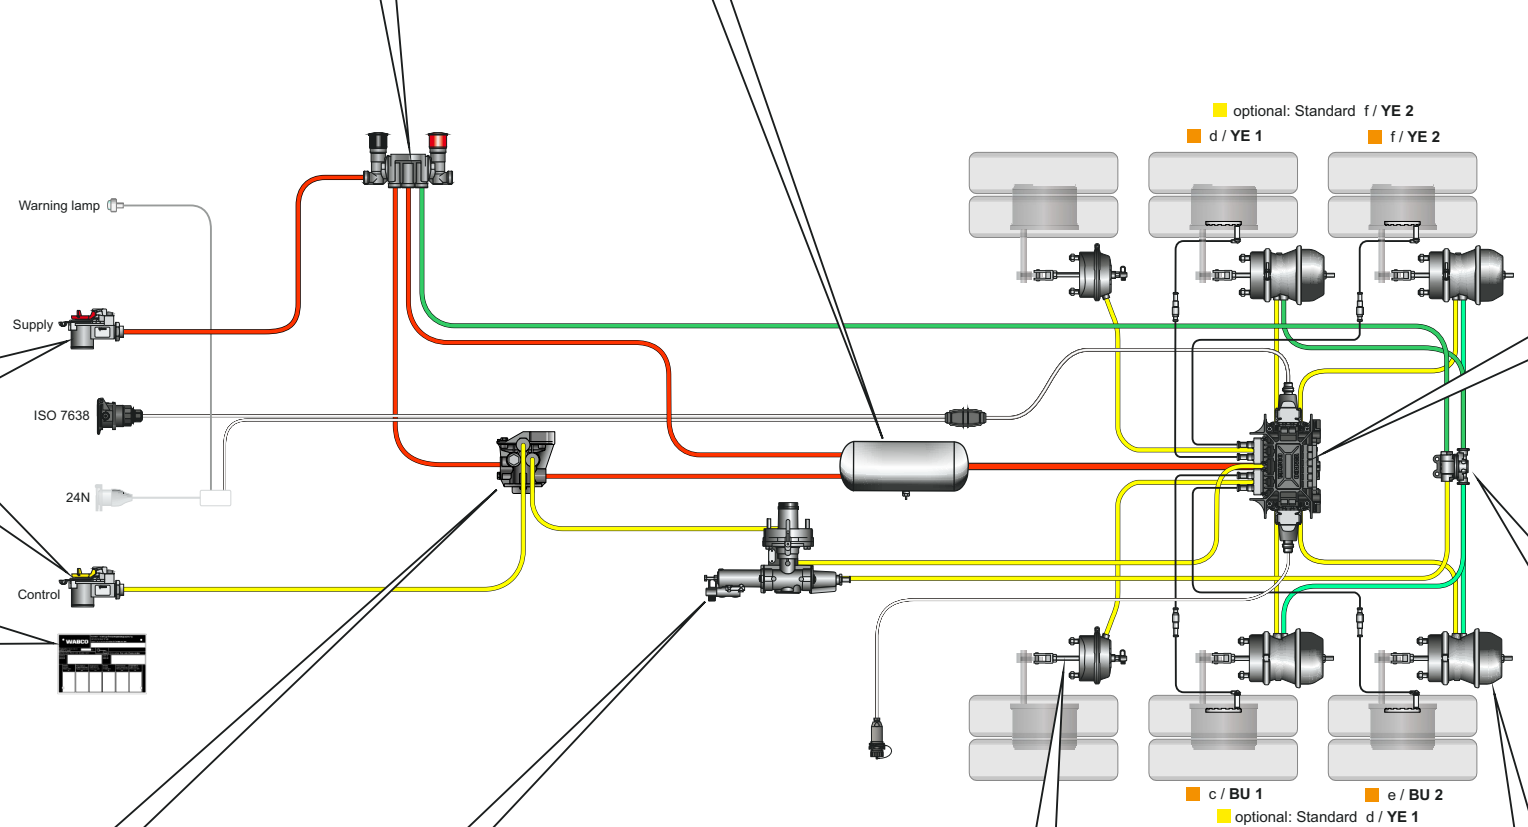 optional: Standard f / YE 2
d / YE 1
f / YE 2
Warning lamp
Supply
ISO 7638
24N
Control
WABCO
c / BU 1
e / BU 2
optional: Standard d / YE 1